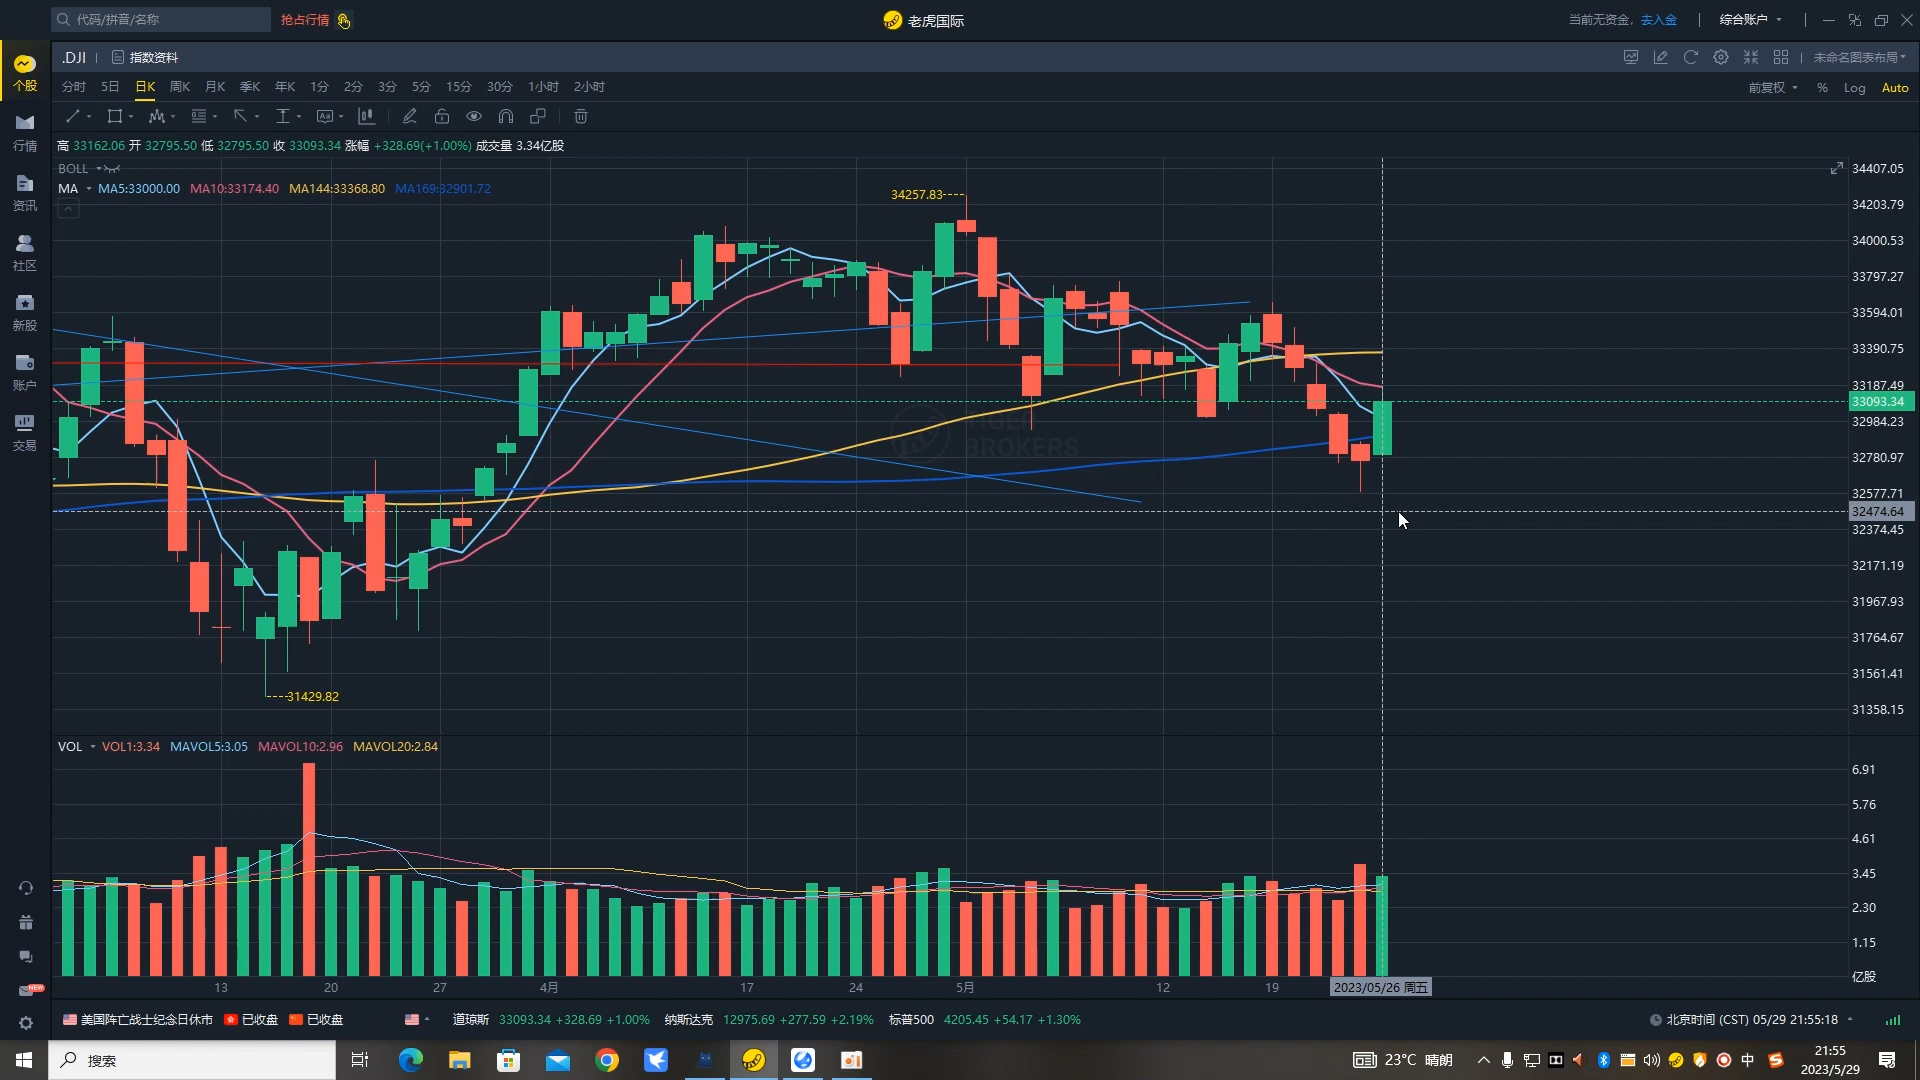 代码/拼音/名称 抢占行情 老虎国际 当前无资金，去入金 综合账户
.DJI 指数资料 未命名图表布局
个股
分时 5日 日K 周K 月K 季K 年K 1分 2分 3分 5分 15分 30分 1小时 2小时 前复权 % Log Auto
行情
高 33162.06 开 32795.50 低 32795.50 收 33093.34 涨幅 +328.69(+1.00%) 成交量 3.34亿股
BOLL
MA MA5:33000.00 MA10:33174.40 MA144:33368.80 MA169:32901.72
资讯
社区
新股
账户
交易
34257.83
31429.82
TIGER
BROKERS
34407.05
34203.79
34000.53
33797.27
33594.01
33390.75
33187.49
33093.34
32984.23
32780.97
32577.71
32474.64
32374.45
32171.19
31967.93
31764.67
31561.41
31358.15
VOL VOL1:3.34 MAVOL5:3.05 MAVOL10:2.96 MAVOL20:2.84
6.91
5.76
4.61
3.45
2.30
1.15
亿股
NEW
13 20 27 4月 17 24 5月 12 19 2023/05/26 周五
美国阵亡战士纪念日休市 已收盘 已收盘 道琼斯 33093.34 +328.69 +1.00% 纳斯达克 12975.69 +277.59 +2.19% 标普500 4205.45 +54.17 +1.30% 北京时间 (CST) 05/29 21:55:18
搜索 23°C 晴朗 中 21:55
2023/5/29